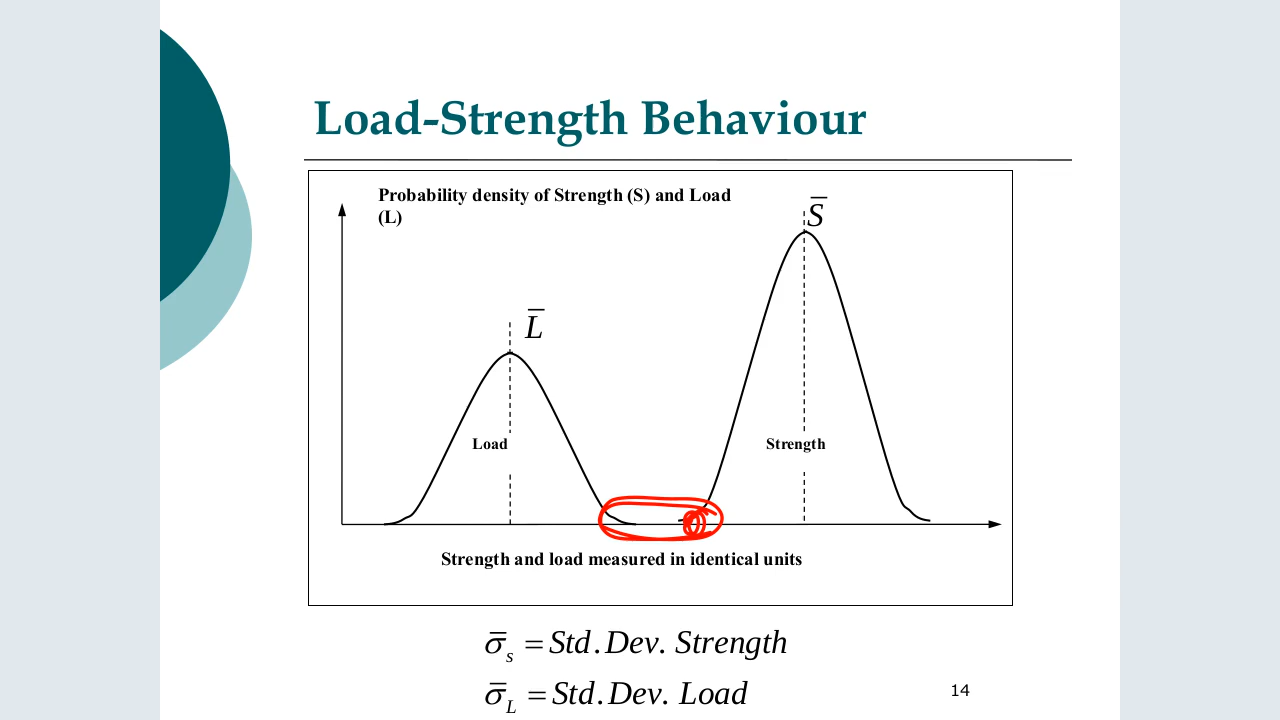 Load-Strength Behaviour
Probability density of Strength (S) and Load
(L)
S̅
L̅
Load
Strength
Strength and load measured in identical units
σ̅ₛ = Std. Dev. Strength
σ̅_L = Std. Dev. Load
14